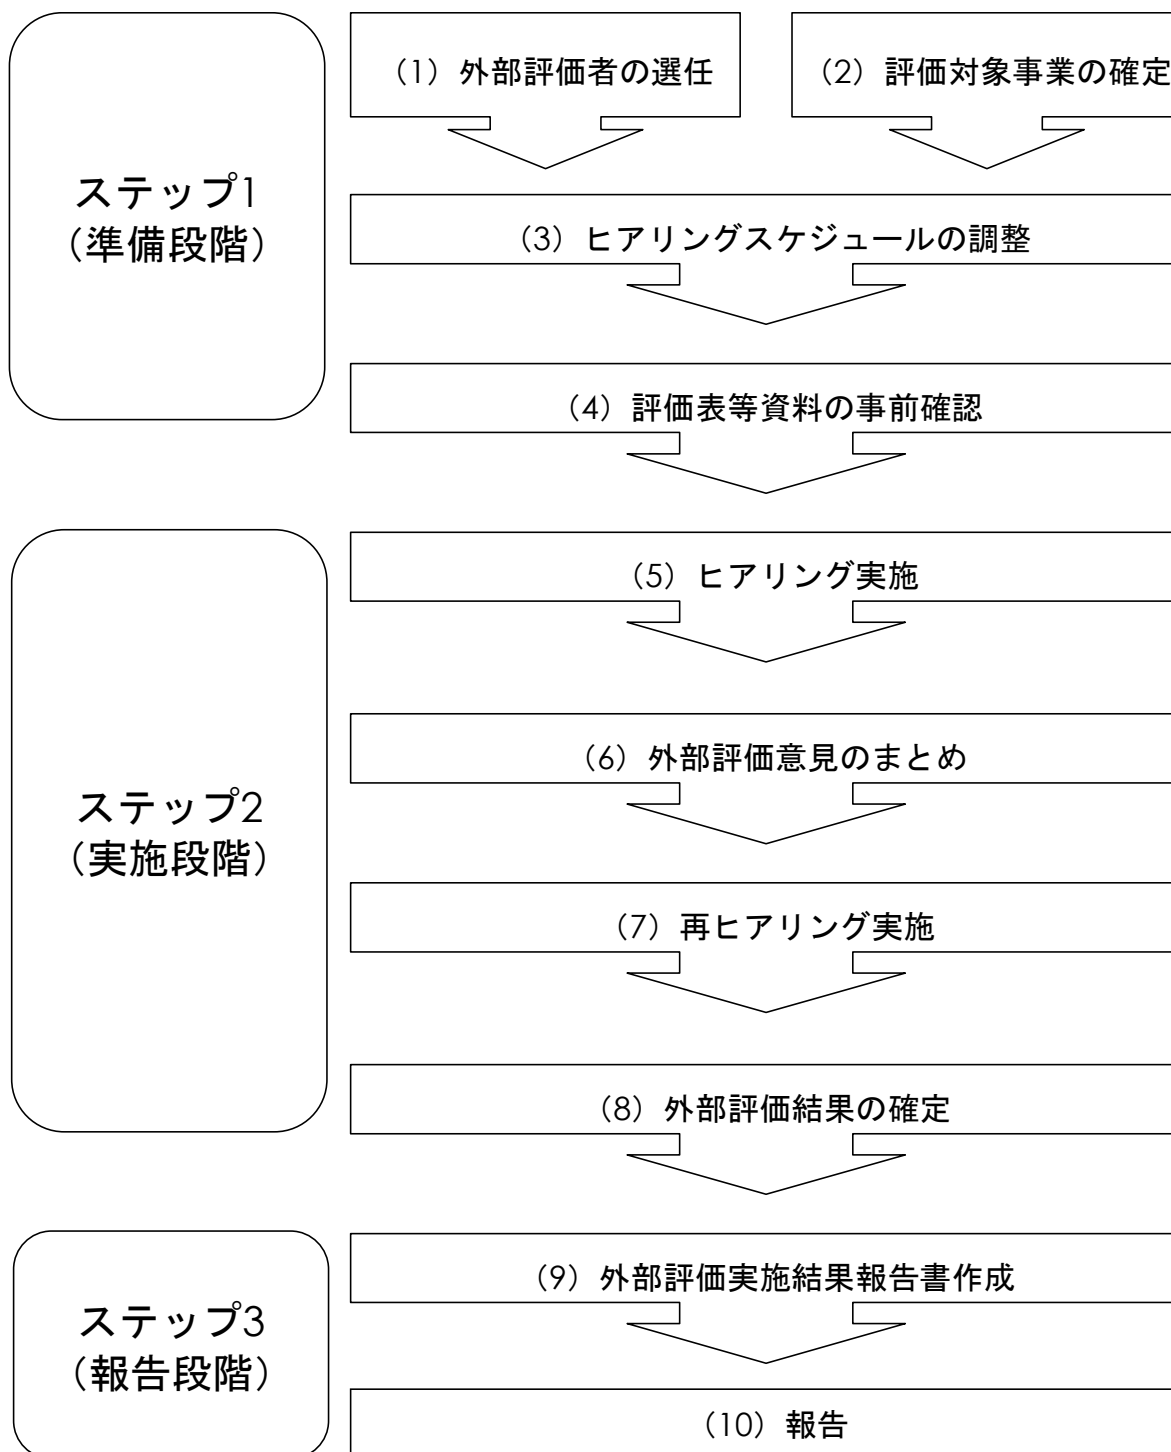 ステップ1
（準備段階）
（1）外部評価者の選任
（2）評価対象事業の確定
（3）ヒアリングスケジュールの調整
（4）評価表等資料の事前確認
ステップ2
（実施段階）
（5）ヒアリング実施
（6）外部評価意見のまとめ
（7）再ヒアリング実施
（8）外部評価結果の確定
ステップ3
（報告段階）
（9）外部評価実施結果報告書作成
（10）報告